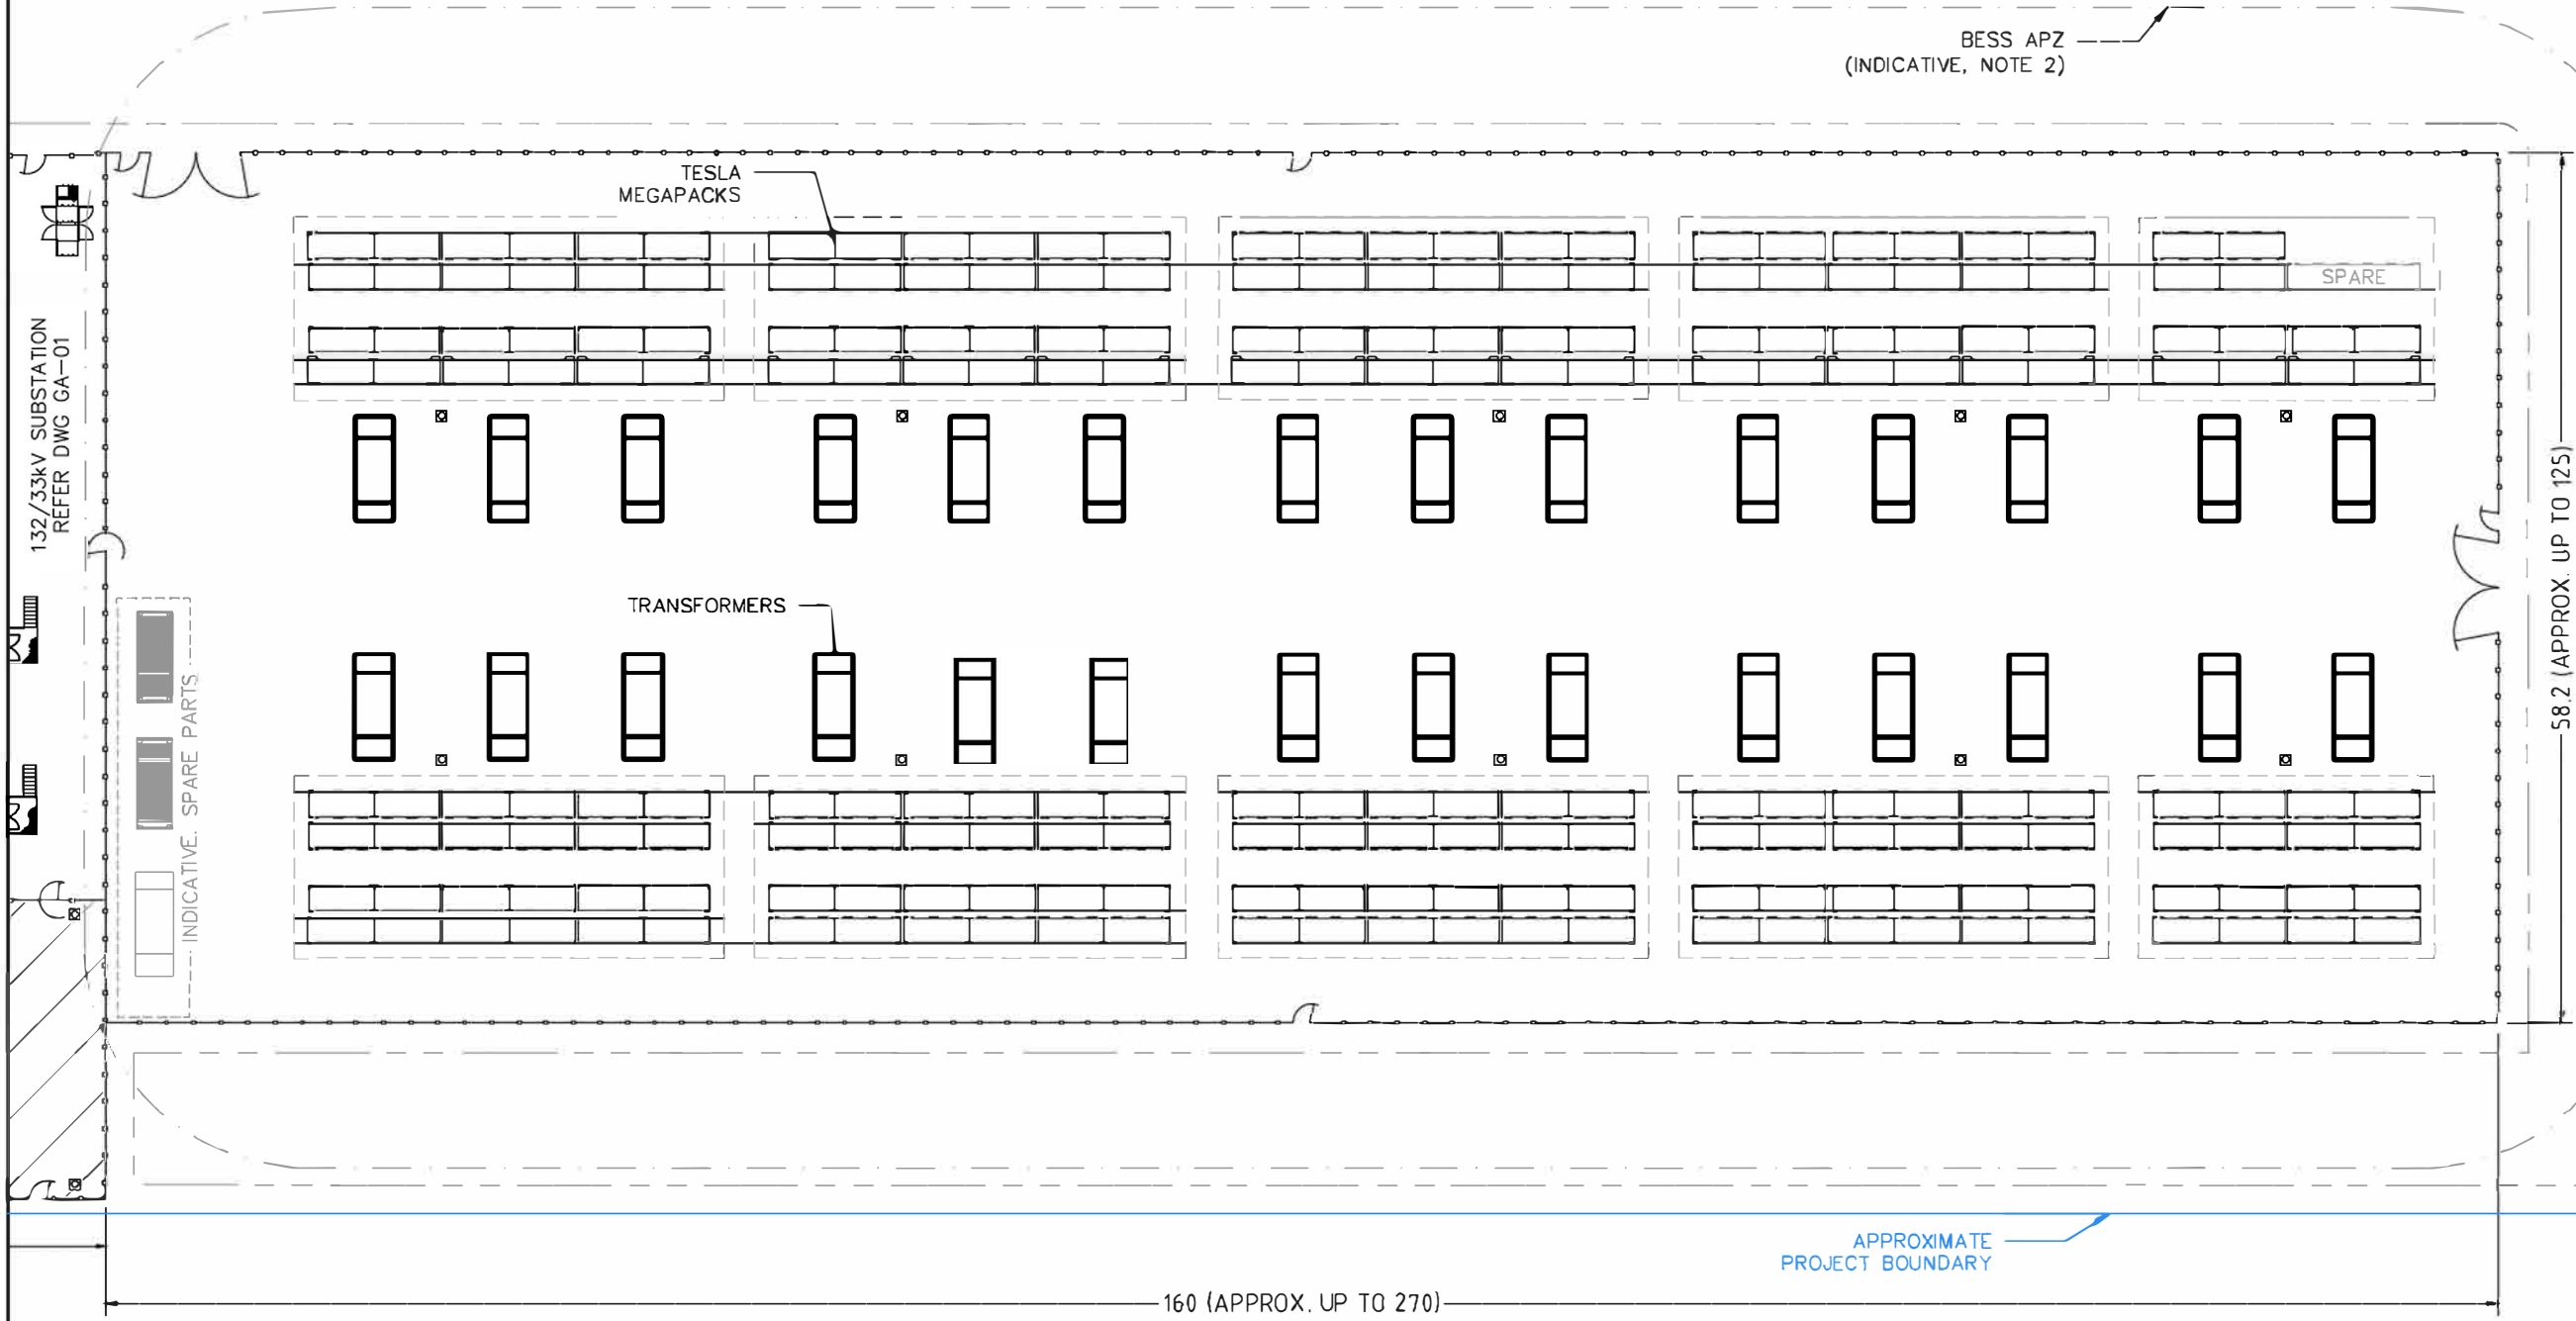 BESS APZ
(INDICATIVE, NOTE 2)
TESLA
MEGAPACKS
SPARE
132/33kV SUBSTATION
REFER DWG GA-01
58.2 (APPROX. UP TO 125)
TRANSFORMERS
INDICATIVE. SPARE PARTS
APPROXIMATE
PROJECT BOUNDARY
160 (APPROX. UP TO 270)